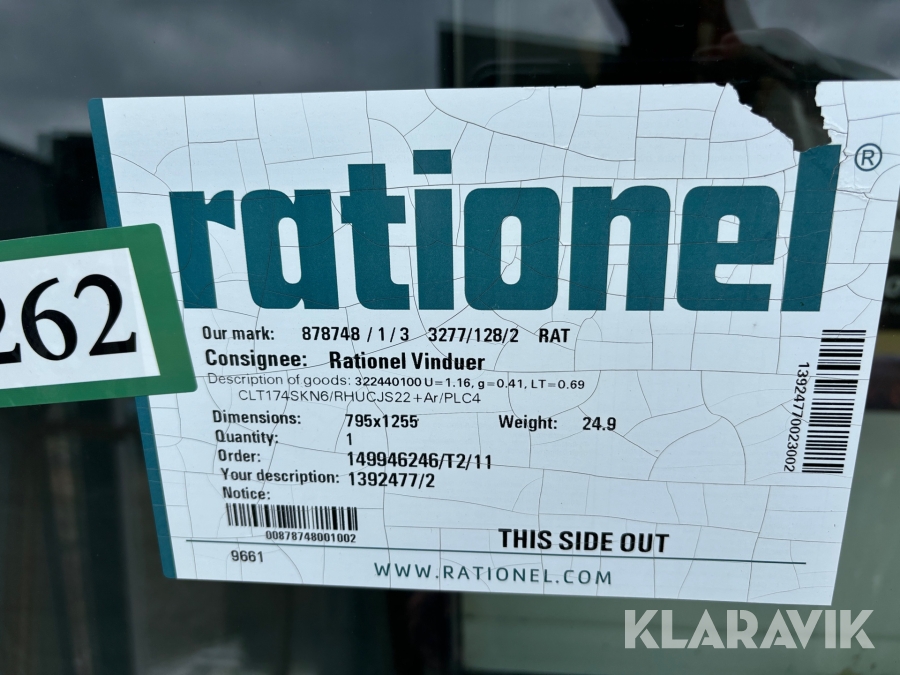 rationel®
262
Our mark: 878748 / 1 / 3 3277/128/2 RAT
Consignee: Rationel Vinduer
Description of goods: 322440100 U=1.16, g=0.41, LT=0.69
CLT174SKN6/RHUCJS22+Ar/PLC4
Dimensions: 795x1255 Weight: 24.9
Quantity: 1
Order: 149946246/T2/11
Your description: 1392477/2
Notice:
00878748001002
THIS SIDE OUT
9661
WWW.RATIONEL.COM
13924770023002
KLARAVIK